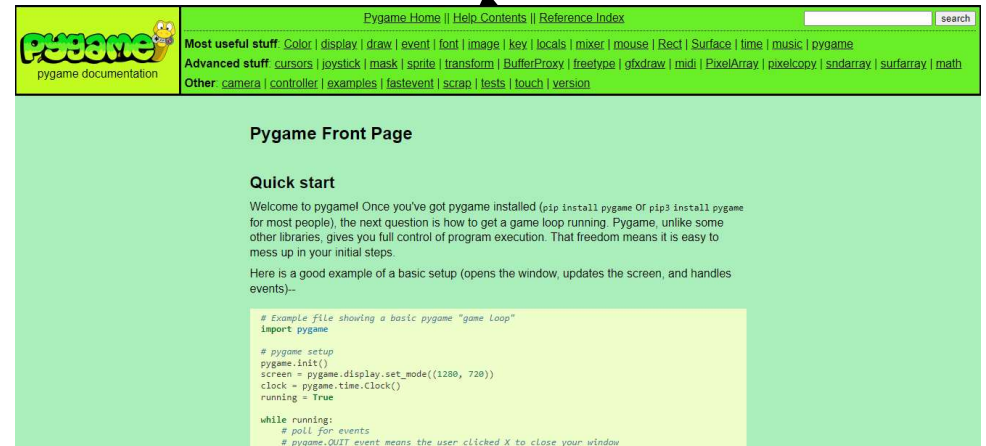 Pygame Home || Help Contents || Reference Index
search
pygame
pygame documentation
Most useful stuff: Color | display | draw | event | font | image | key | locals | mixer | mouse | Rect | Surface | time | music | pygame
Advanced stuff: cursors | joystick | mask | sprite | transform | BufferProxy | freetype | gfxdraw | midi | PixelArray | pixelcopy | sndarray | surfarray | math
Other: camera | controller | examples | fastevent | scrap | tests | touch | version
Pygame Front Page
Quick start
Welcome to pygame! Once you've got pygame installed (pip install pygame or pip3 install pygame
for most people), the next question is how to get a game loop running. Pygame, unlike some
other libraries, gives you full control of program execution. That freedom means it is easy to
mess up in your initial steps.
Here is a good example of a basic setup (opens the window, updates the screen, and handles
events)--
# Example file showing a basic pygame "game loop"
import pygame
# pygame setup
pygame.init()
screen = pygame.display.set_mode((1280, 720))
clock = pygame.time.Clock()
running = True
while running:
# poll for events
# pygame.QUIT event means the user clicked X to close your window